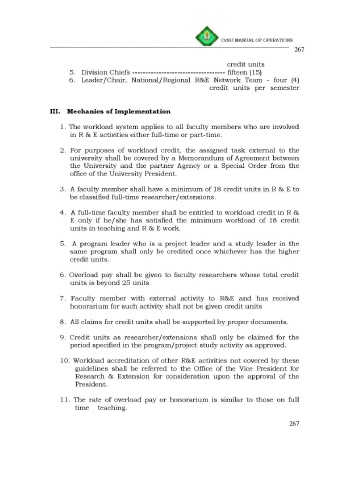 CvSU MANUAL OF OPERATIONS
267
credit units
5. Division Chiefs ----------------------------------- fifteen (15)
6. Leader/Chair, National/Regional R&E Network Team - four (4)
credit units per semester
III. Mechanics of Implementation
1. The workload system applies to all faculty members who are involved
in R & E activities either full-time or part-time.
2. For purposes of workload credit, the assigned task external to the
university shall be covered by a Memorandum of Agreement between
the University and the partner Agency or a Special Order from the
office of the University President.
3. A faculty member shall have a minimum of 18 credit units in R & E to
be classified full-time researcher/extensions.
4. A full-time faculty member shall be entitled to workload credit in R &
E only if he/she has satisfied the minimum workload of 18 credit
units in teaching and R & E work.
5. A program leader who is a project leader and a study leader in the
same program shall only be credited once whichever has the higher
credit units.
6. Overload pay shall be given to faculty researchers whose total credit
units is beyond 25 units
7. Faculty member with external activity to R&E and has received
honorarium for such activity shall not be given credit units
8. All claims for credit units shall be supported by proper documents.
9. Credit units as researcher/extensions shall only be claimed for the
period specified in the program/project study activity as approved.
10. Workload accreditation of other R&E activities not covered by these
guidelines shall be referred to the Office of the Vice President for
Research & Extension for consideration upon the approval of the
President.
11. The rate of overload pay or honorarium is similar to those on full
time teaching.
267